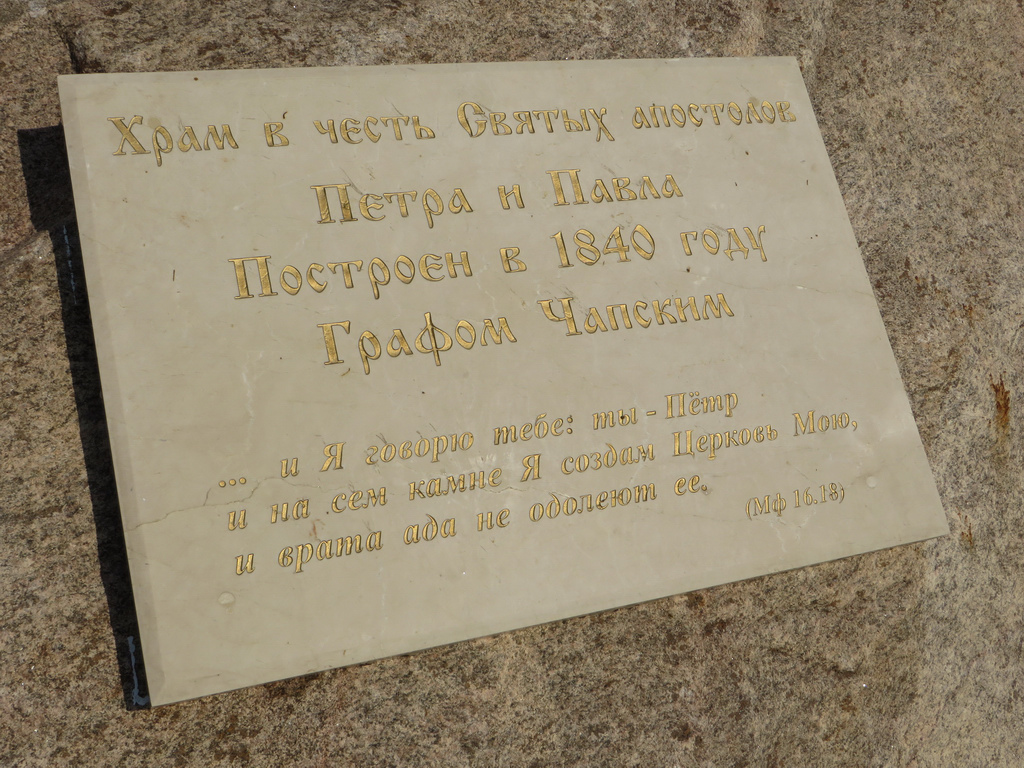 Храм в честь Святых апостолов
Петра и Павла
Построен в 1840 году
Графом Чапским
... и Я говорю тебе: ты - Пётр
и на сем камне Я создам Церковь Мою,
и врата ада не одолеют ее.
(Мф 16.18)